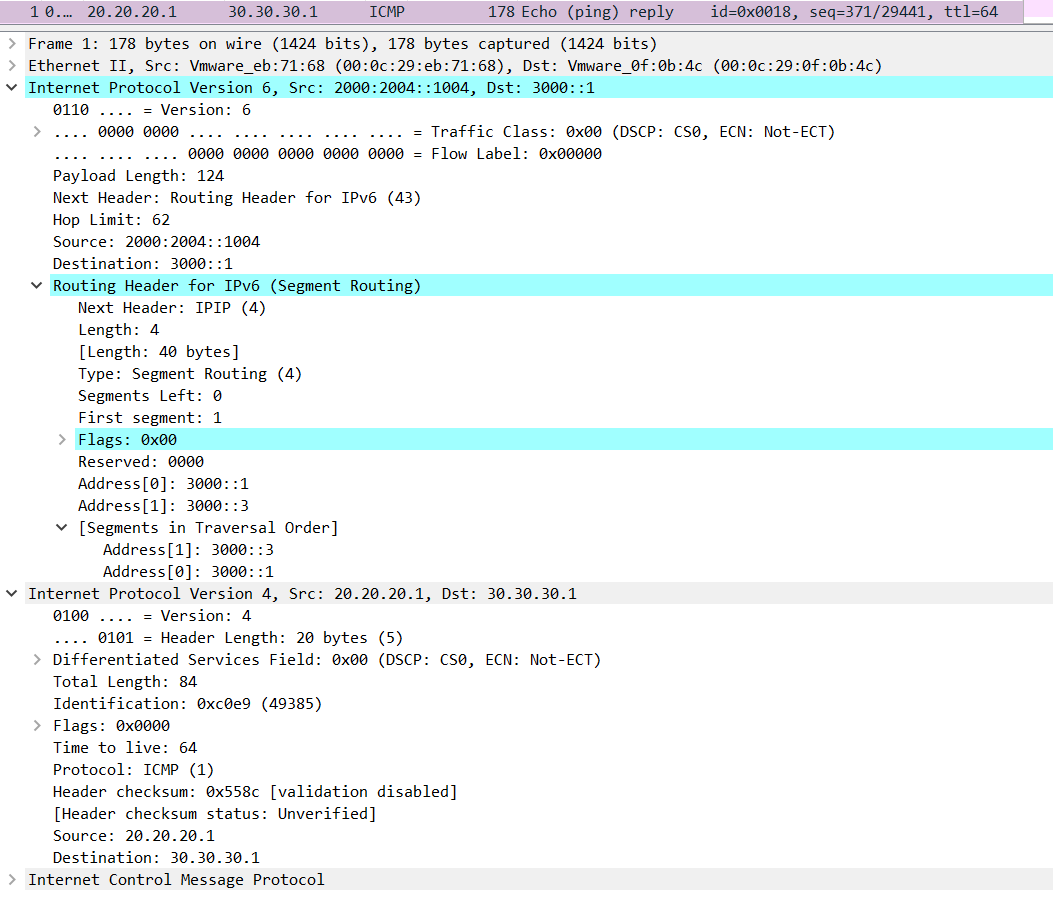 1 0.… 20.20.20.1 30.30.30.1 ICMP 178 Echo (ping) reply id=0x0018, seq=371/29441, ttl=64
Frame 1: 178 bytes on wire (1424 bits), 178 bytes captured (1424 bits)
Ethernet II, Src: Vmware_eb:71:68 (00:0c:29:eb:71:68), Dst: Vmware_0f:0b:4c (00:0c:29:0f:0b:4c)
Internet Protocol Version 6, Src: 2000:2004::1004, Dst: 3000::1
0110 .... = Version: 6
.... 0000 0000 .... .... .... .... .... = Traffic Class: 0x00 (DSCP: CS0, ECN: Not-ECT)
.... .... .... 0000 0000 0000 0000 0000 = Flow Label: 0x00000
Payload Length: 124
Next Header: Routing Header for IPv6 (43)
Hop Limit: 62
Source: 2000:2004::1004
Destination: 3000::1
Routing Header for IPv6 (Segment Routing)
Next Header: IPIP (4)
Length: 4
[Length: 40 bytes]
Type: Segment Routing (4)
Segments Left: 0
First segment: 1
Flags: 0x00
Reserved: 0000
Address[0]: 3000::1
Address[1]: 3000::3
[Segments in Traversal Order]
Address[1]: 3000::3
Address[0]: 3000::1
Internet Protocol Version 4, Src: 20.20.20.1, Dst: 30.30.30.1
0100 .... = Version: 4
.... 0101 = Header Length: 20 bytes (5)
Differentiated Services Field: 0x00 (DSCP: CS0, ECN: Not-ECT)
Total Length: 84
Identification: 0xc0e9 (49385)
Flags: 0x0000
Time to live: 64
Protocol: ICMP (1)
Header checksum: 0x558c [validation disabled]
[Header checksum status: Unverified]
Source: 20.20.20.1
Destination: 30.30.30.1
Internet Control Message Protocol